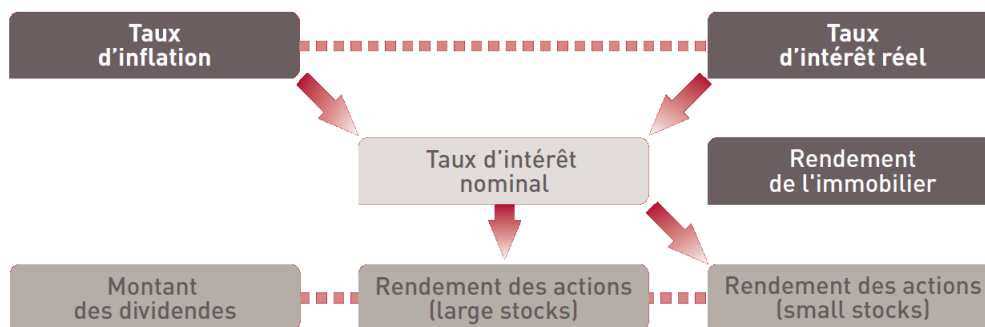 Taux
d'inflation
Taux
d'intérêt réel
Taux d'intérêt
nominal
Rendement
de l'immobilier
Montant
des dividendes
Rendement des actions
(large stocks)
Rendement des actions
(small stocks)